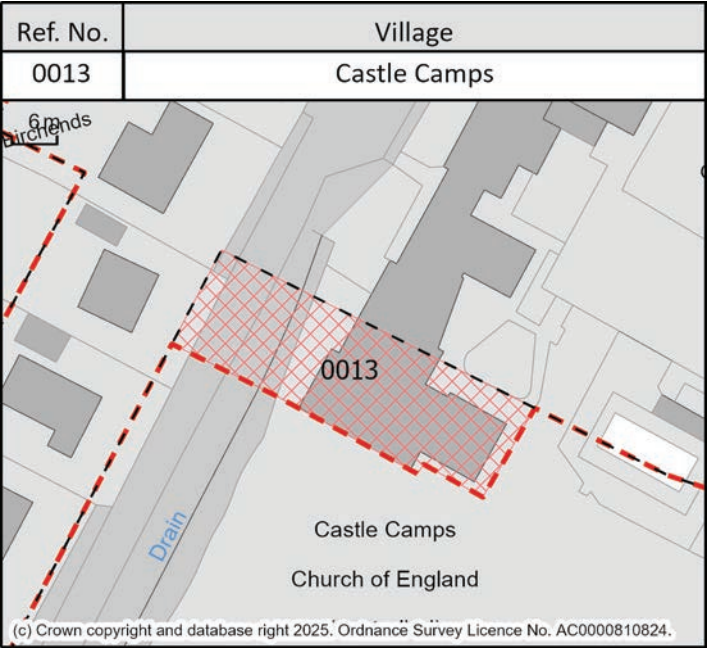 Ref. No. Village
0013 Castle Camps
6 m
Birchends
0013
Drain
Castle Camps
Church of England
(c) Crown copyright and database right 2025. Ordnance Survey Licence No. AC0000810824.